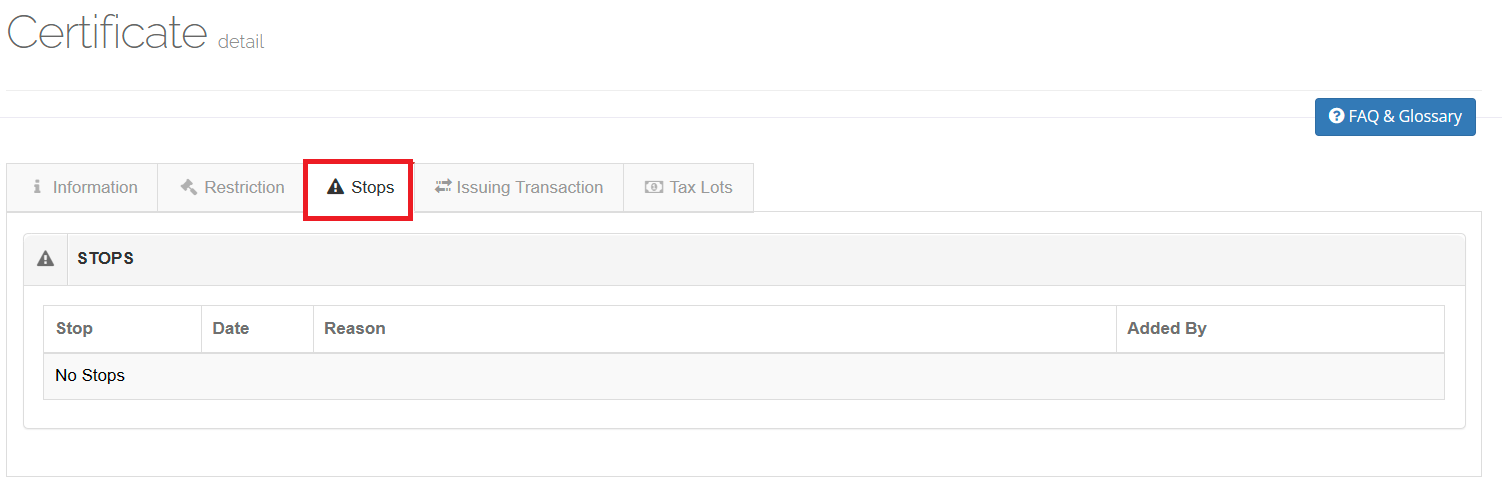 Certificate detail
FAQ & Glossary
Information Restriction Stops Issuing Transaction Tax Lots
STOPS
Stop Date Reason Added By
No Stops